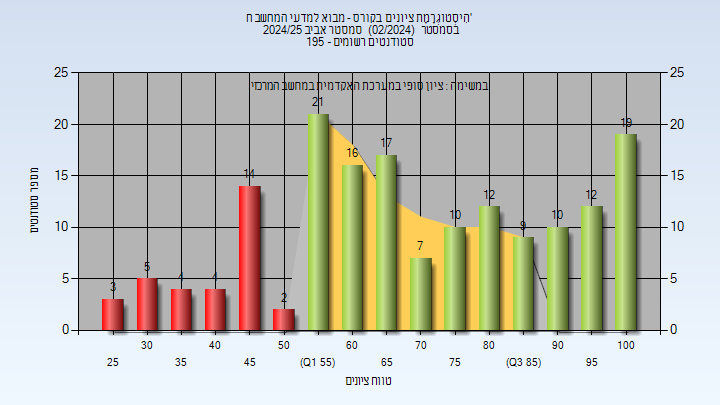 היסטוגרמת ציונים בקורס - מבוא למדעי המחשב ח'
בסמסטר (02/2024) סמסטר אביב 2024/25
סטודנטים רשומים - 195
במשימה : ציון סופי במערכת האקדמית במחשב המרכזי
25 25
20 20
15 15
10 10
5 5
0 0
3 5 4 4 14 2 21 16 17 7 10 12 9 10 12 19
מספר סטודנטים
30 40 50 60 70 80 90 100
25 35 45 (Q1 55) 65 75 (Q3 85) 95
טווח ציונים